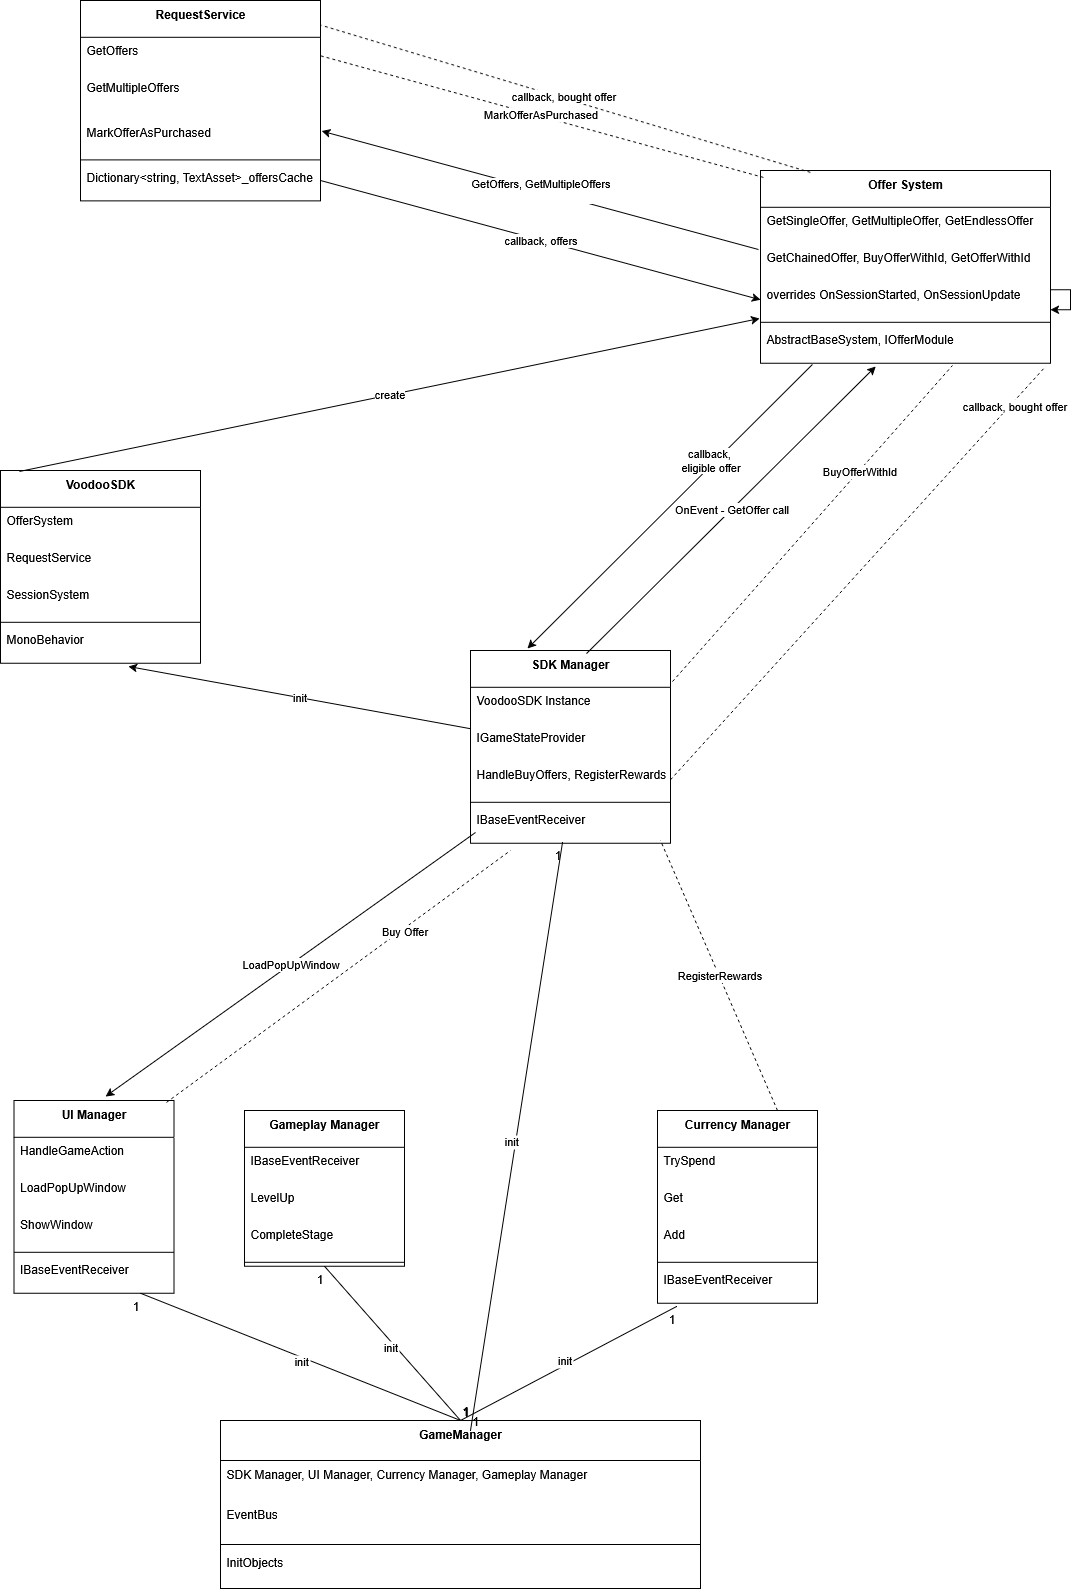 RequestService
GetOffers
GetMultipleOffers
MarkOfferAsPurchased
Dictionary<string, TextAsset>_offersCache
callback, bought offer
MarkOfferAsPurchased
GetOffers, GetMultipleOffers
callback, offers
Offer System
GetSingleOffer, GetMultipleOffer, GetEndlessOffer
GetChainedOffer, BuyOfferWithId, GetOfferWithId
overrides OnSessionStarted, OnSessionUpdate
AbstractBaseSystem, IOfferModule
create
callback, bought offer
callback,
eligible offer
BuyOfferWithId
OnEvent - GetOffer call
VoodooSDK
OfferSystem
RequestService
SessionSystem
MonoBehavior
init
SDK Manager
VoodooSDK Instance
IGameStateProvider
HandleBuyOffers, RegisterRewards
IBaseEventReceiver
1
Buy Offer
LoadPopUpWindow
RegisterRewards
init
UI Manager
HandleGameAction
LoadPopUpWindow
ShowWindow
IBaseEventReceiver
1
Gameplay Manager
IBaseEventReceiver
LevelUp
CompleteStage
1
Currency Manager
TrySpend
Get
Add
IBaseEventReceiver
1
init
init
init
1
1
GameManager
SDK Manager, UI Manager, Currency Manager, Gameplay Manager
EventBus
InitObjects